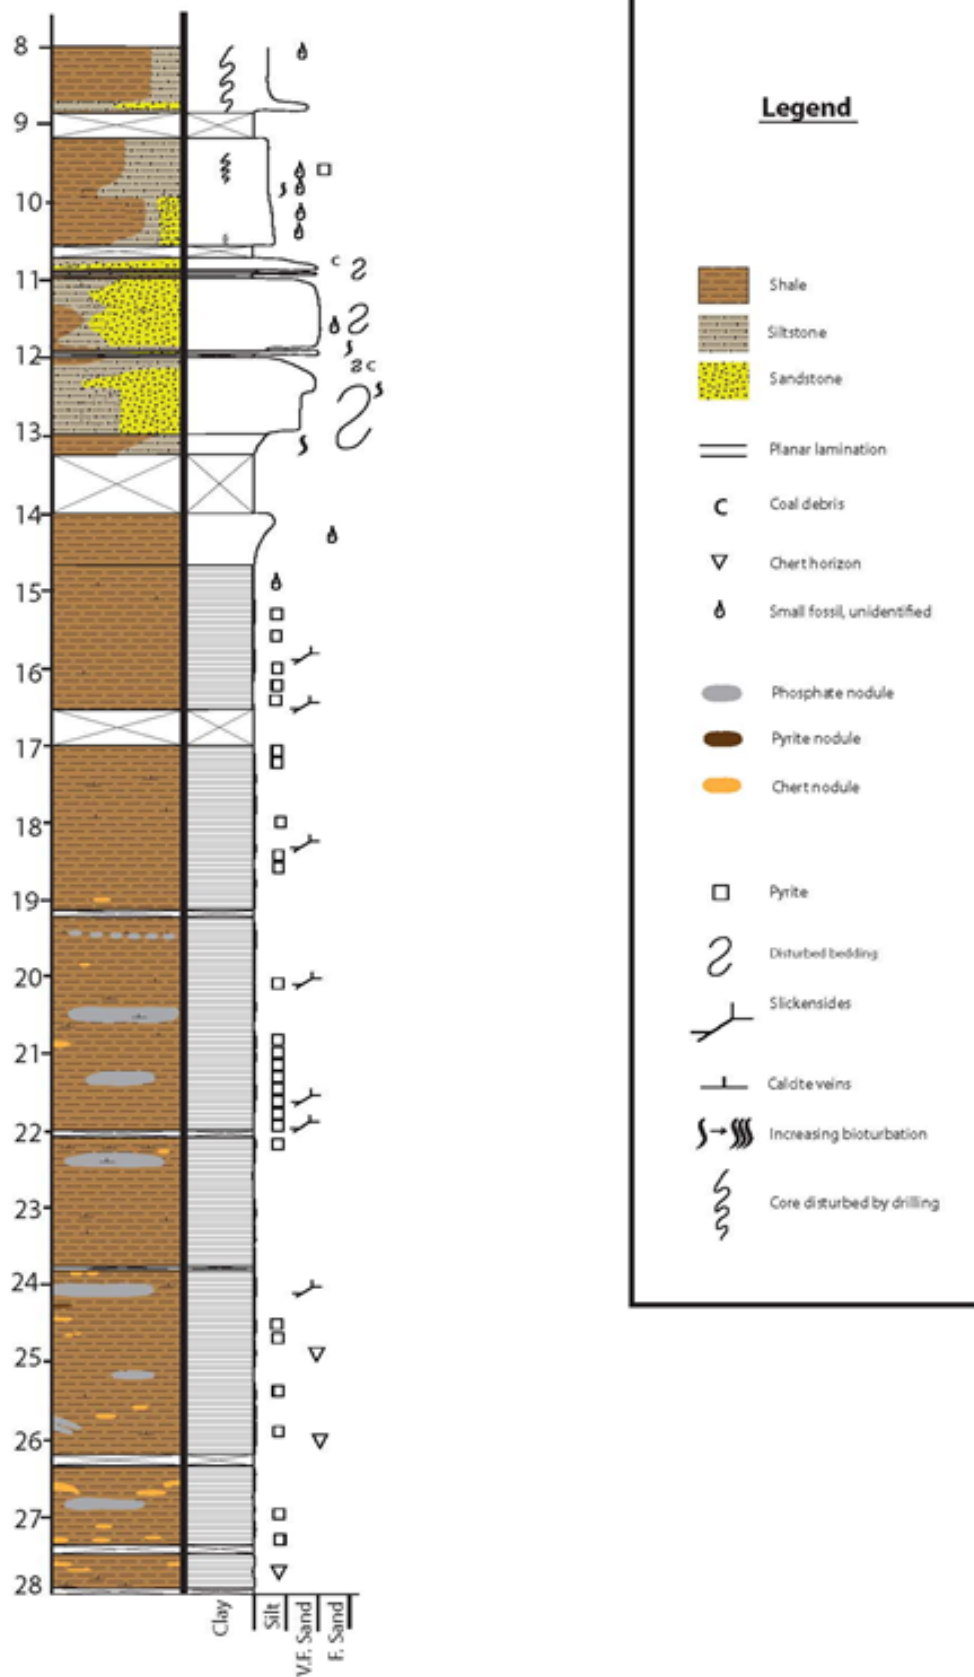 8
9
10
11
12
13
14
15
16
17
18
19
20
21
22
23
24
25
26
27
28
C
C
Clay
Silt
V.F. Sand
F. Sand
Legend
Shale
Siltstone
Sandstone
Planar lamination
C Coal debris
Chert horizon
Small fossil, unidentified
Phosphate nodule
Pyrite nodule
Chert nodule
Pyrite
Disturbed bedding
Slickensides
Calcite veins
Increasing bioturbation
Core disturbed by drilling